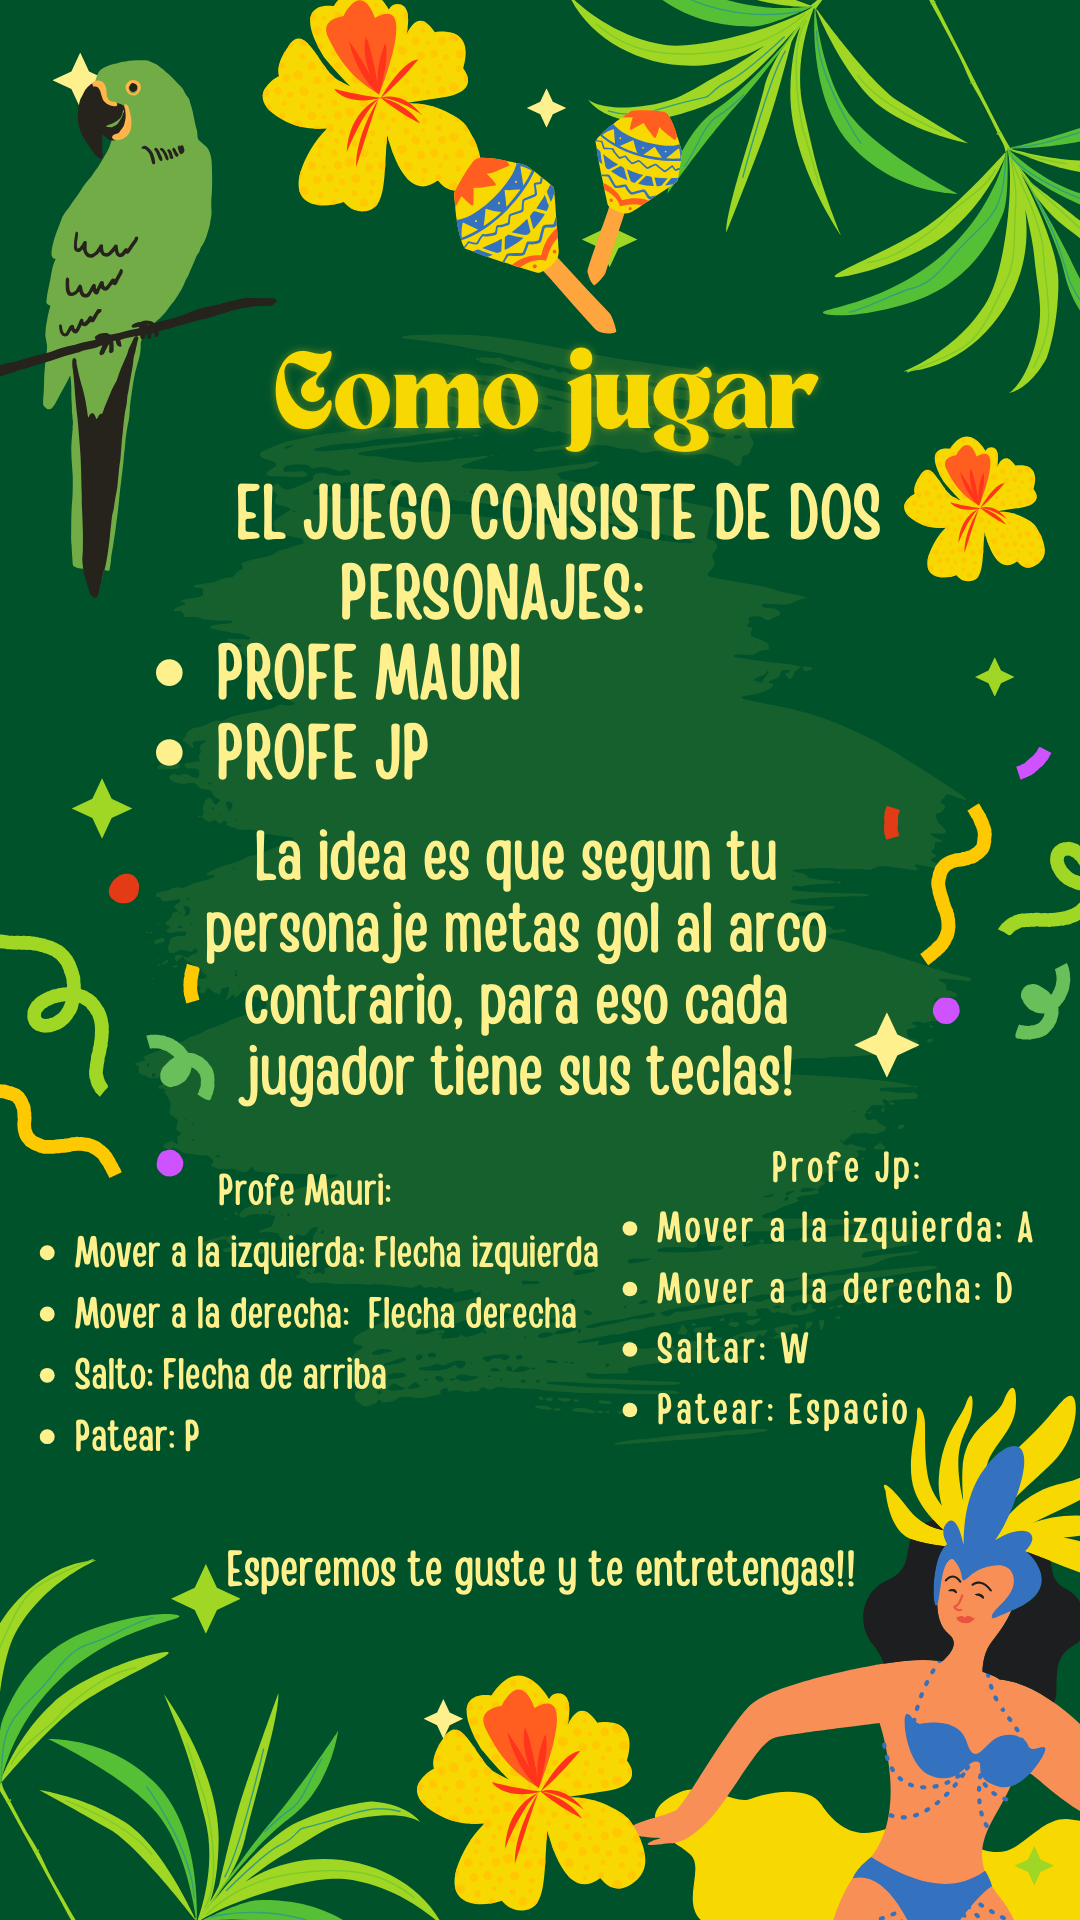 Como jugar
EL JUEGO CONSISTE DE DOS
PERSONAJES:
• PROFE MAURI
• PROFE JP
La idea es que segun tu
personaje metas gol al arco
contrario, para eso cada
jugador tiene sus teclas!
Profe Mauri:
• Mover a la izquierda: Flecha izquierda
• Mover a la derecha: Flecha derecha
• Salto: Flecha de arriba
• Patear: P
Profe Jp:
• Mover a la izquierda: A
• Mover a la derecha: D
• Saltar: W
• Patear: Espacio
Esperemos te guste y te entretengas!!